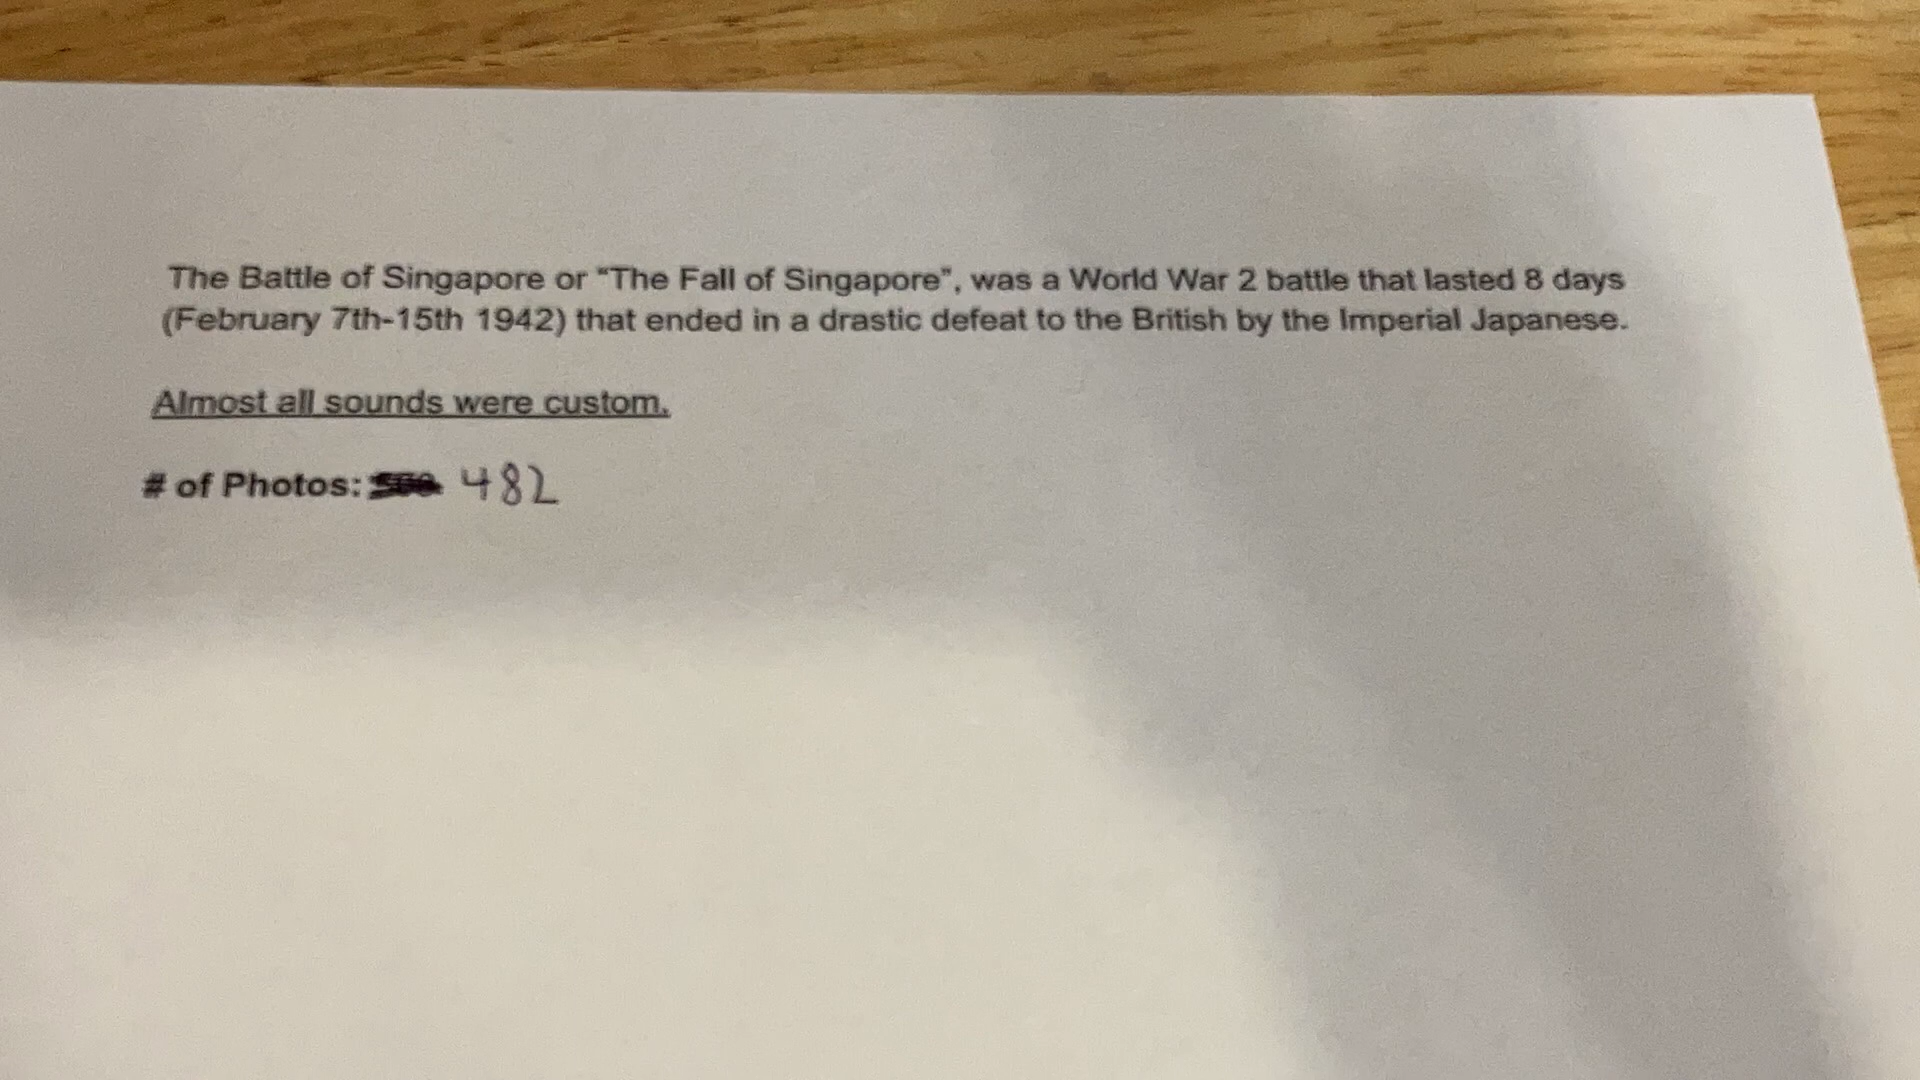 The Battle of Singapore or "The Fall of Singapore", was a World War 2 battle that lasted 8 days
(February 7th-15th 1942) that ended in a drastic defeat to the British by the Imperial Japanese.
Almost all sounds were custom.
# of Photos: 482